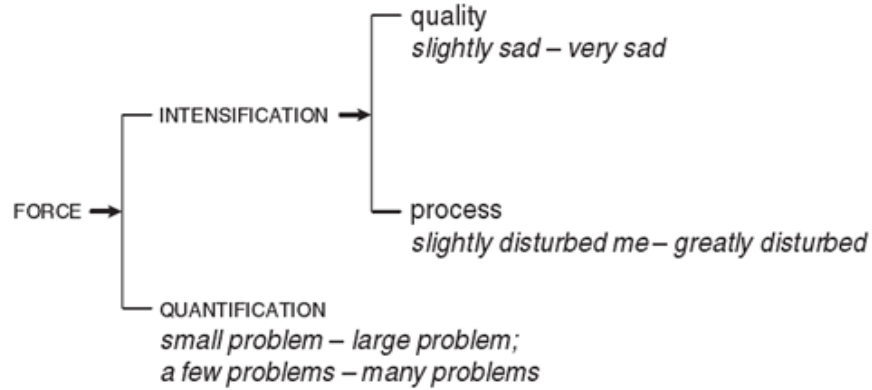 quality
slightly sad – very sad
INTENSIFICATION
process
FORCE
slightly disturbed me – greatly disturbed
QUANTIFICATION
small problem – large problem;
a few problems – many problems